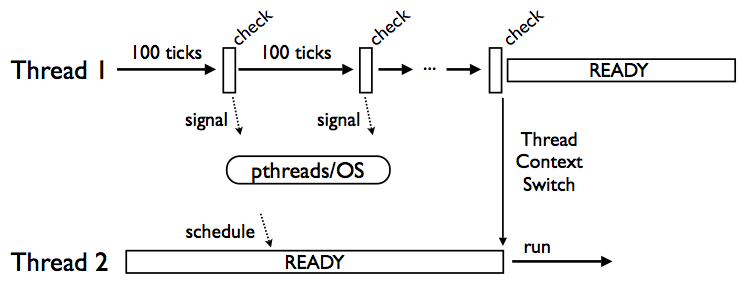 check
check
check
100 ticks
100 ticks
...
Thread 1
READY
signal
signal
Thread
Context
Switch
pthreads/OS
schedule
run
Thread 2
READY